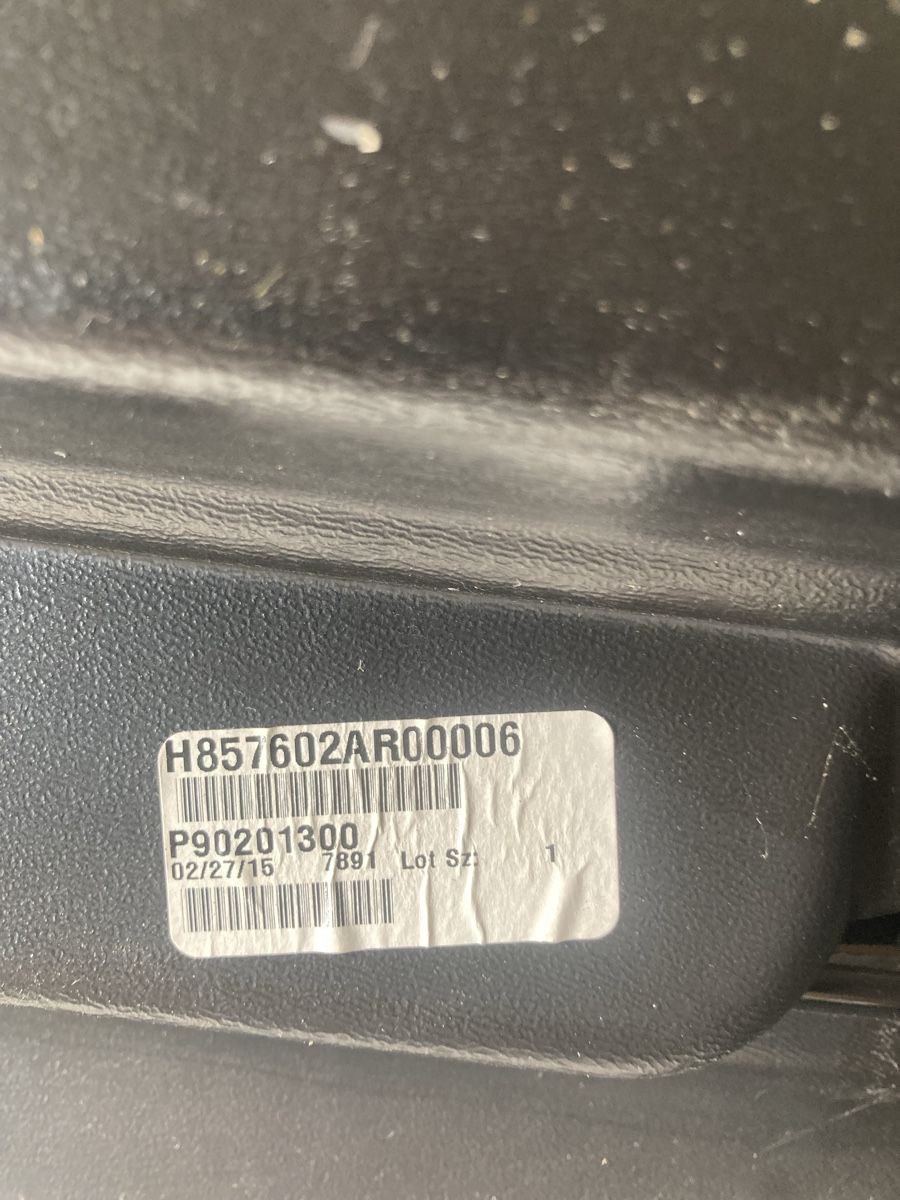 H857602AR00006
P90201300
02/27/15 7891 Lot Sz: 1